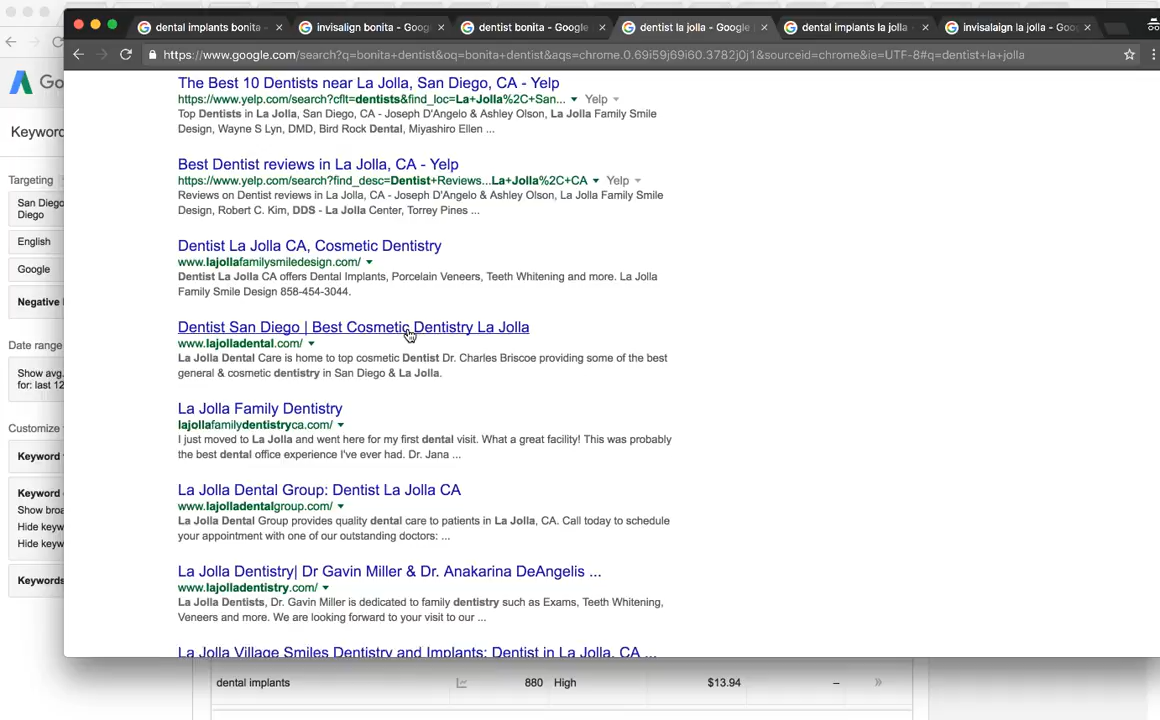 dental implants bonita -
invisalign bonita - Goog
dentist bonita - Google
dentist la jolla - Google
dental implants la jolla
invisalaign la jolla - Goog
https://www.google.com/search?q=bonita+dentist&oq=bonita+dentist&aqs=chrome.0.69i59j69i60.3782j0j1&sourceid=chrome&ie=UTF-8#q=dentist+la+jolla
Go
Keyword
Targeting
San Diego
Diego
English
Google
Negative
Date range
Show avg.
for: last 12
Customize
Keyword
Keyword
Show broa
Hide keyw
Hide keyw
Keywords
The Best 10 Dentists near La Jolla, San Diego, CA - Yelp
https://www.yelp.com/search?cflt=dentists&find_loc=La+Jolla%2C+San... Yelp
Top Dentists in La Jolla, San Diego, CA - Joseph D'Angelo & Ashley Olson, La Jolla Family Smile
Design, Wayne S Lyn, DMD, Bird Rock Dental, Miyashiro Ellen ...
Best Dentist reviews in La Jolla, CA - Yelp
https://www.yelp.com/search?find_desc=Dentist+Reviews...La+Jolla%2C+CA Yelp
Reviews on Dentist reviews in La Jolla, CA - Joseph D'Angelo & Ashley Olson, La Jolla Family Smile
Design, Robert C. Kim, DDS - La Jolla Center, Torrey Pines ...
Dentist La Jolla CA, Cosmetic Dentistry
www.lajollafamilysmiledesign.com/
Dentist La Jolla CA offers Dental Implants, Porcelain Veneers, Teeth Whitening and more. La Jolla
Family Smile Design 858-454-3044.
Dentist San Diego | Best Cosmetic Dentistry La Jolla
www.lajolladental.com/
La Jolla Dental Care is home to top cosmetic Dentist Dr. Charles Briscoe providing some of the best
general & cosmetic dentistry in San Diego & La Jolla.
La Jolla Family Dentistry
lajollafamilydentistryca.com/
I just moved to La Jolla and went here for my first dental visit. What a great facility! This was probably
the best dental office experience I've ever had. Dr. Jana ...
La Jolla Dental Group: Dentist La Jolla CA
www.lajolladentalgroup.com/
La Jolla Dental Group provides quality dental care to patients in La Jolla, CA. Call today to schedule
your appointment with one of our outstanding doctors: ...
La Jolla Dentistry| Dr Gavin Miller & Dr. Anakarina DeAngelis ...
www.lajolladentistry.com/
La Jolla Dentists, Dr. Gavin Miller is dedicated to family dentistry such as Exams, Teeth Whitening,
Veneers and more. We are looking forward to your visit to our ...
La Jolla Village Smiles Dentistry and Implants: Dentist in La Jolla, CA ...
dental implants 880 High $13.94 –